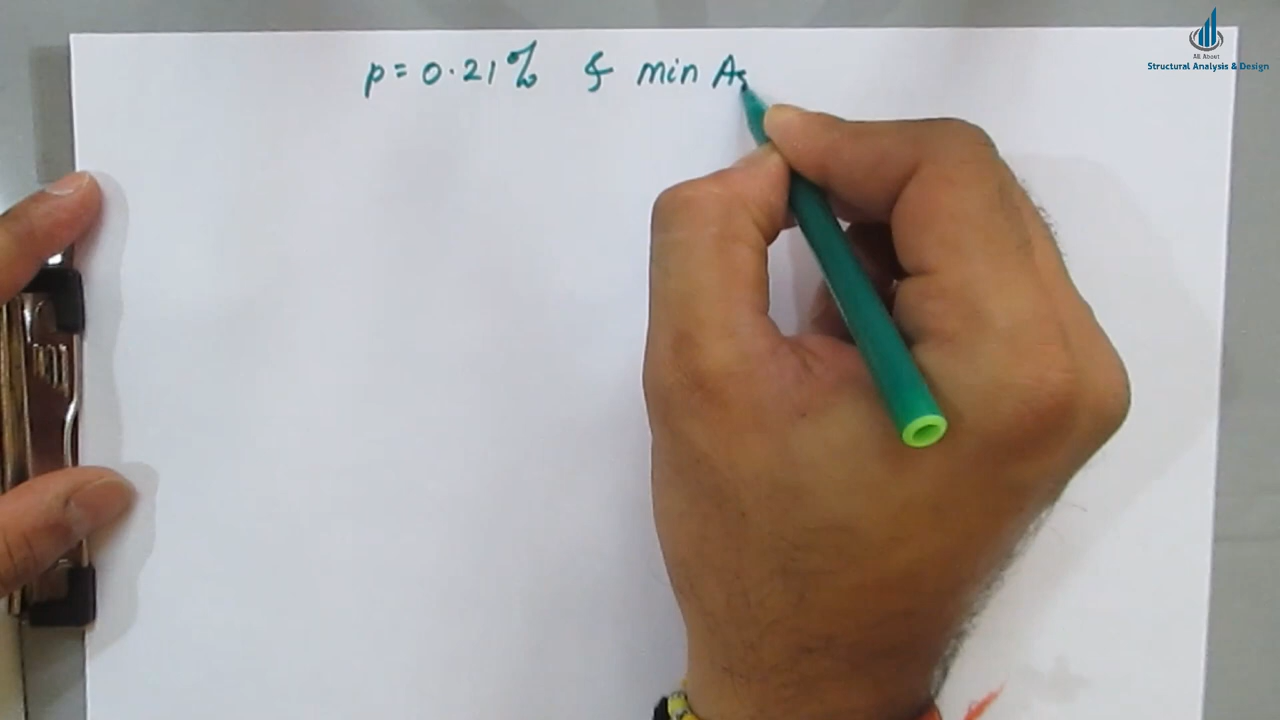 p = 0.21% & min As
All About
Structural Analysis & Design